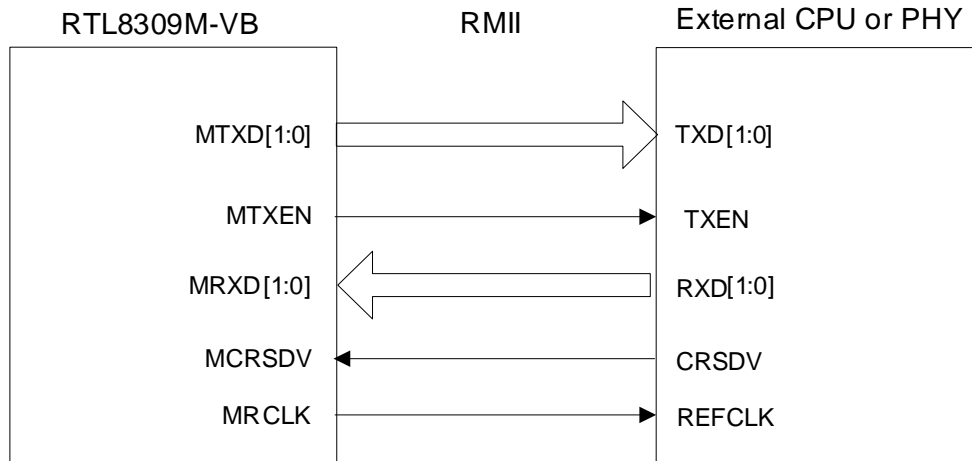 RTL8309M-VB RMII External CPU or PHY
MTXD[1:0] TXD[1:0]
MTXEN TXEN
MRXD[1:0] RXD[1:0]
MCRSDV CRSDV
MRCLK REFCLK